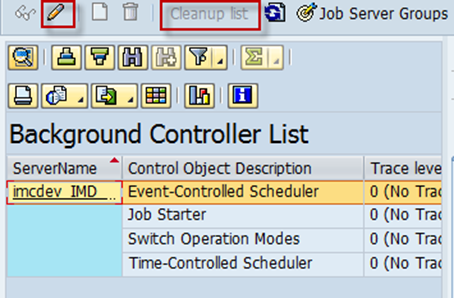 Cleanup list Job Server Groups
Background Controller List
ServerName Control Object Description Trace leve
imcdev_IMD_... Event-Controlled Scheduler 0 (No Trac
Job Starter 0 (No Trac
Switch Operation Modes 0 (No Trac
Time-Controlled Scheduler 0 (No Trac